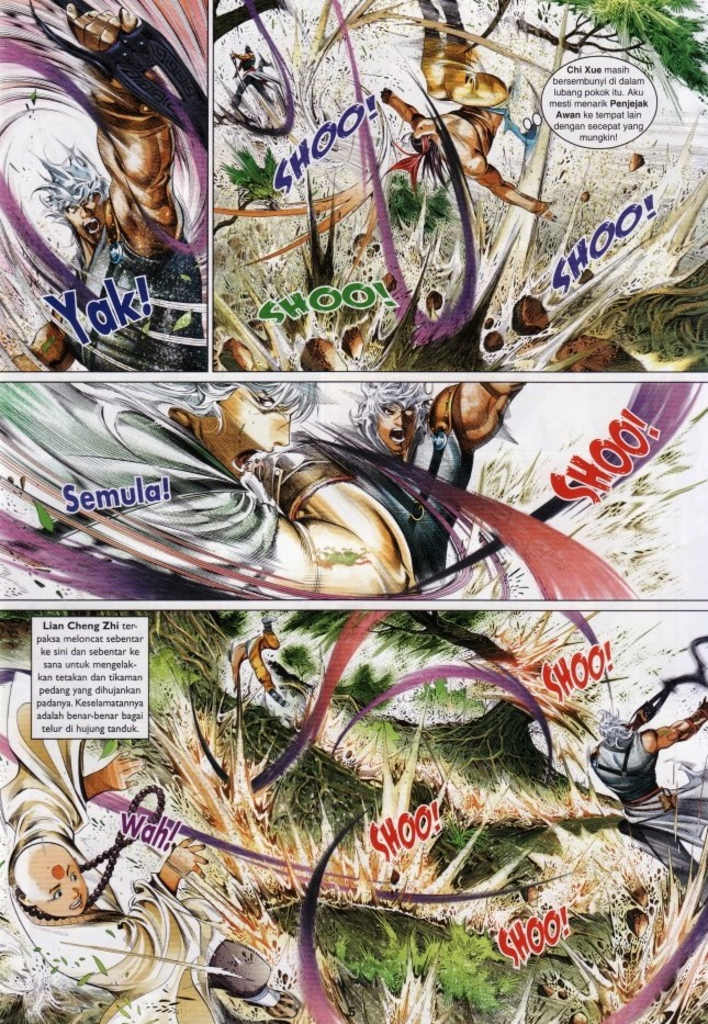 Yak!
Chi Xue masih
bersembunyi di dalam
lubang pokok itu. Aku
mesti menarik Penjejak
Awan ke tempat lain
dengan secepat yang
mungkin!
SHOO!
SHOO!
SHOO!
Semula!
SHOO!
Lian Cheng Zhi ter-
paksa meloncat sebentar
ke sini dan sebentar ke
sana untuk mengelak-
kan tetakan dan tikaman
pedang yang dihujankan
padanya. Keselamatannya
adalah benar-benar bagai
telur di hujung tanduk.
SHOO!
Wah!
SHOO!
SHOO!
5